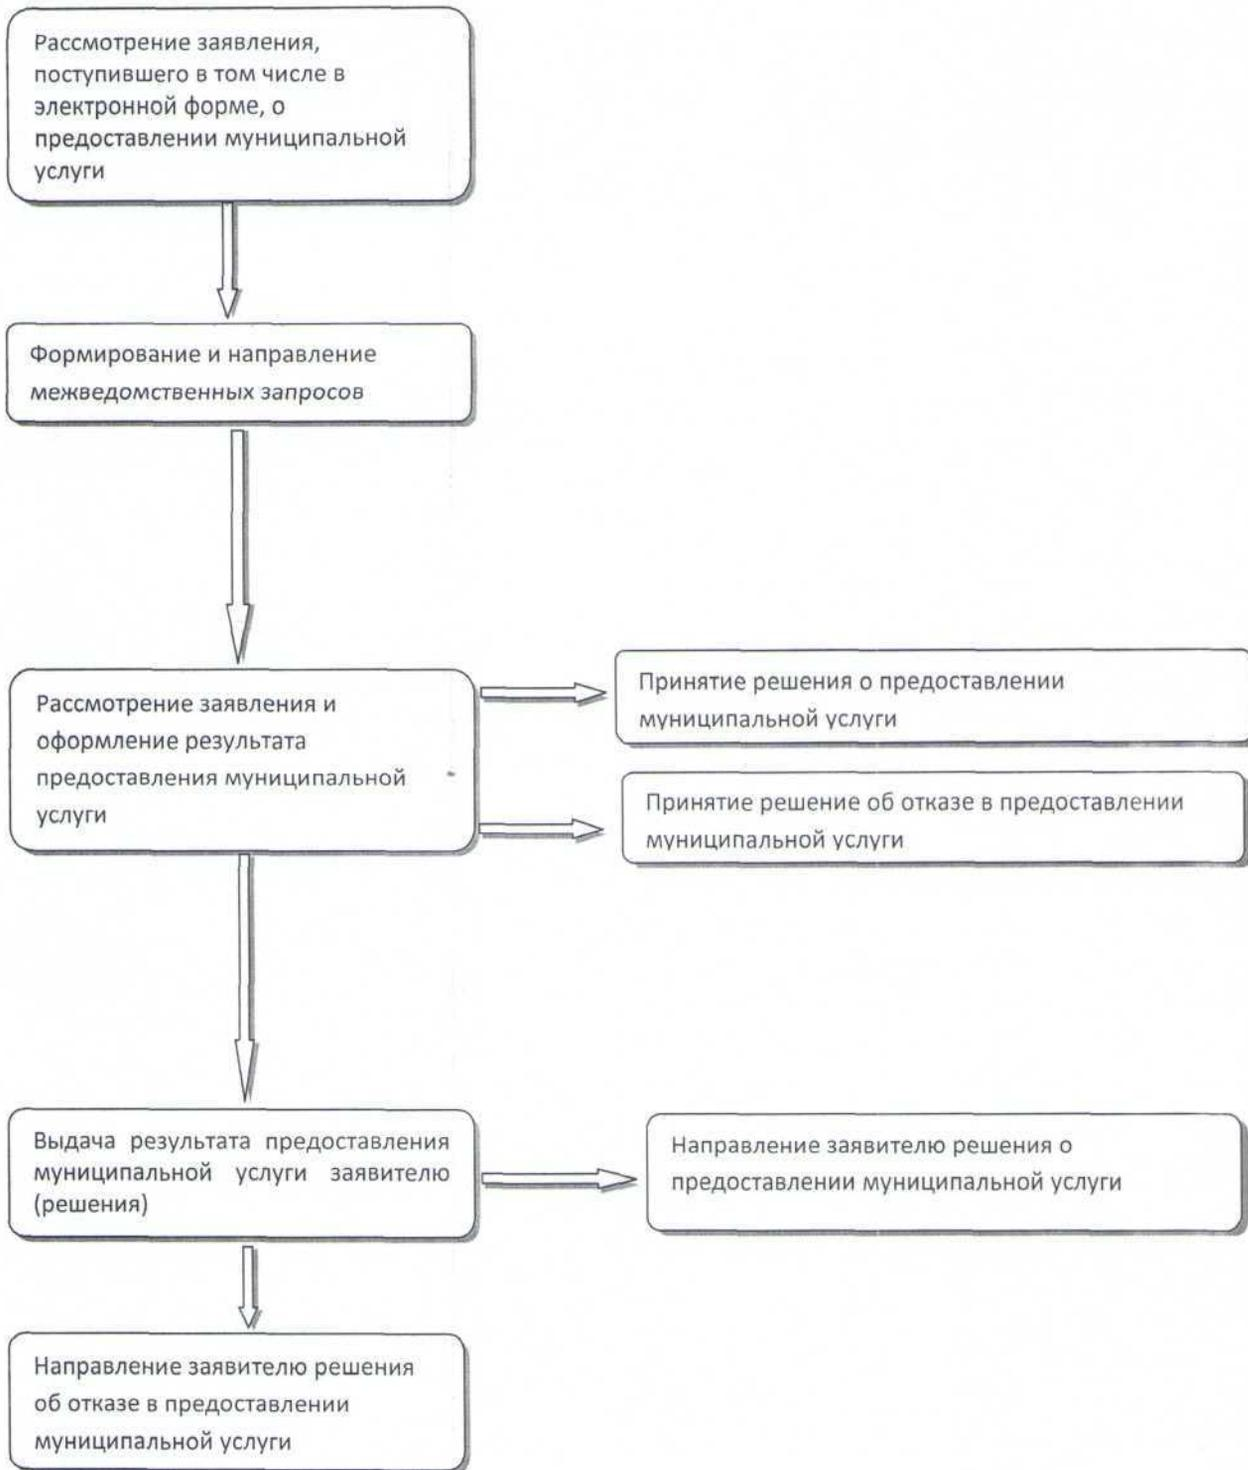 Рассмотрение заявления,
поступившего в том числе в
электронной форме, о
предоставлении муниципальной
услуги
Формирование и направление
межведомственных запросов
Рассмотрение заявления и
оформление результата
предоставления муниципальной
услуги
Принятие решения о предоставлении
муниципальной услуги
Принятие решение об отказе в предоставлении
муниципальной услуги
Выдача результата предоставления
муниципальной услуги заявителю
(решения)
Направление заявителю решения о
предоставлении муниципальной услуги
Направление заявителю решения
об отказе в предоставлении
муниципальной услуги